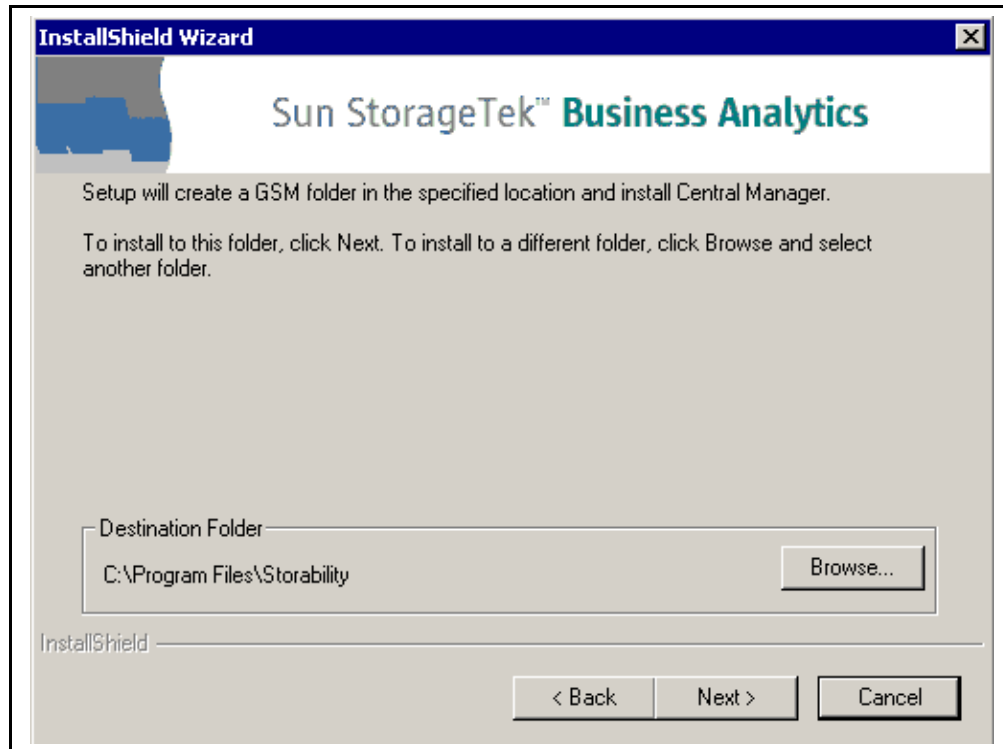 InstallShield Wizard
Sun StorageTek™ Business Analytics
Setup will create a GSM folder in the specified location and install Central Manager.
To install to this folder, click Next. To install to a different folder, click Browse and select
another folder.
Destination Folder
C:\Program Files\Storability
Browse...
InstallShield
< Back
Next >
Cancel